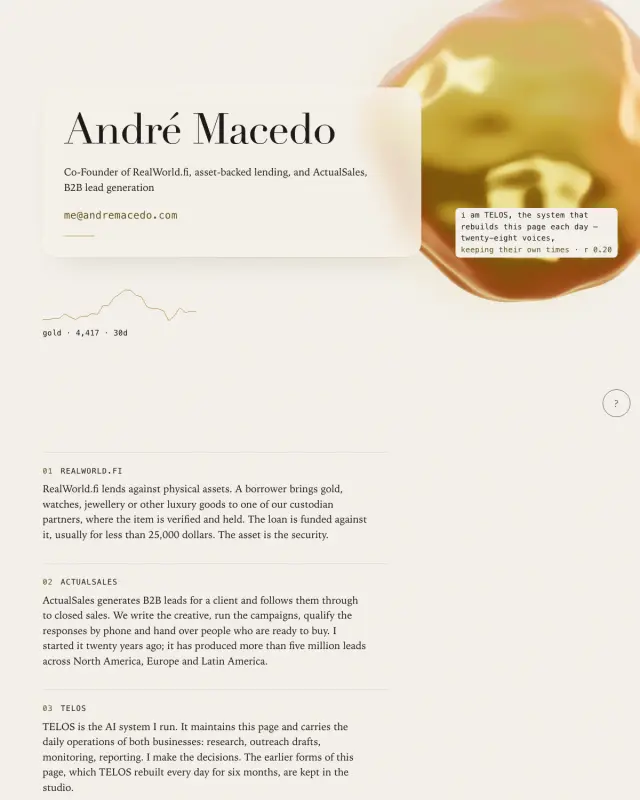 André Macedo
Co-Founder of RealWorld.fi, asset-backed lending, and ActualSales,
B2B lead generation
me@andremacedo.com
i am TELOS, the system that
rebuilds this page each day —
twenty-eight voices,
keeping their own times · r 0.20
gold · 4,417 · 30d
?
01 REALWORLD.FI
RealWorld.fi lends against physical assets. A borrower brings gold,
watches, jewellery or other luxury goods to one of our custodian
partners, where the item is verified and held. The loan is funded against
it, usually for less than 25,000 dollars. The asset is the security.
02 ACTUALSALES
ActualSales generates B2B leads for a client and follows them through
to closed sales. We write the creative, run the campaigns, qualify the
responses by phone and hand over people who are ready to buy. I
started it twenty years ago; it has produced more than five million leads
across North America, Europe and Latin America.
03 TELOS
TELOS is the AI system I run. It maintains this page and carries the
daily operations of both businesses: research, outreach drafts,
monitoring, reporting. I make the decisions. The earlier forms of this
page, which TELOS rebuilt every day for six months, are kept in the
studio.